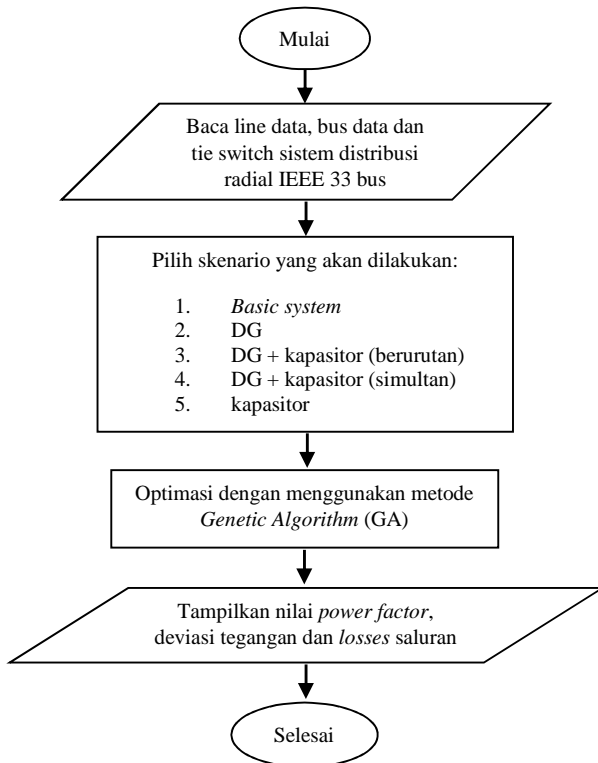 Mulai
Baca line data, bus data dan
tie switch sistem distribusi
radial IEEE 33 bus
Pilih skenario yang akan dilakukan:
1. Basic system
2. DG
3. DG + kapasitor (berurutan)
4. DG + kapasitor (simultan)
5. kapasitor
Optimasi dengan menggunakan metode
Genetic Algorithm (GA)
Tampilkan nilai power factor,
deviasi tegangan dan losses saluran
Selesai